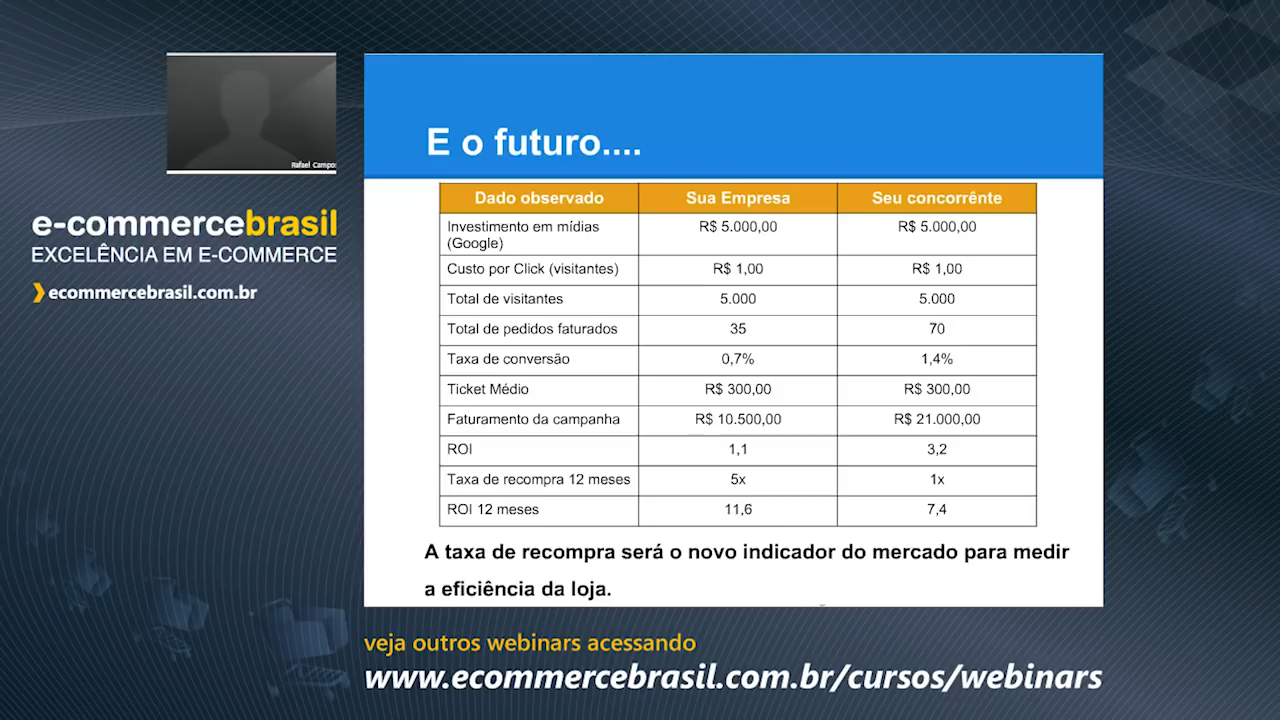 Rafael Campos
e-commercebrasil
EXCELÊNCIA EM E-COMMERCE
ecommercebrasil.com.br
E o futuro....
Dado observado Sua Empresa Seu concorrênte
Investimento em mídias (Google) R$ 5.000,00 R$ 5.000,00
Custo por Click (visitantes) R$ 1,00 R$ 1,00
Total de visitantes 5.000 5.000
Total de pedidos faturados 35 70
Taxa de conversão 0,7% 1,4%
Ticket Médio R$ 300,00 R$ 300,00
Faturamento da campanha R$ 10.500,00 R$ 21.000,00
ROI 1,1 3,2
Taxa de recompra 12 meses 5x 1x
ROI 12 meses 11,6 7,4
A taxa de recompra será o novo indicador do mercado para medir
a eficiência da loja.
veja outros webinars acessando
www.ecommercebrasil.com.br/cursos/webinars